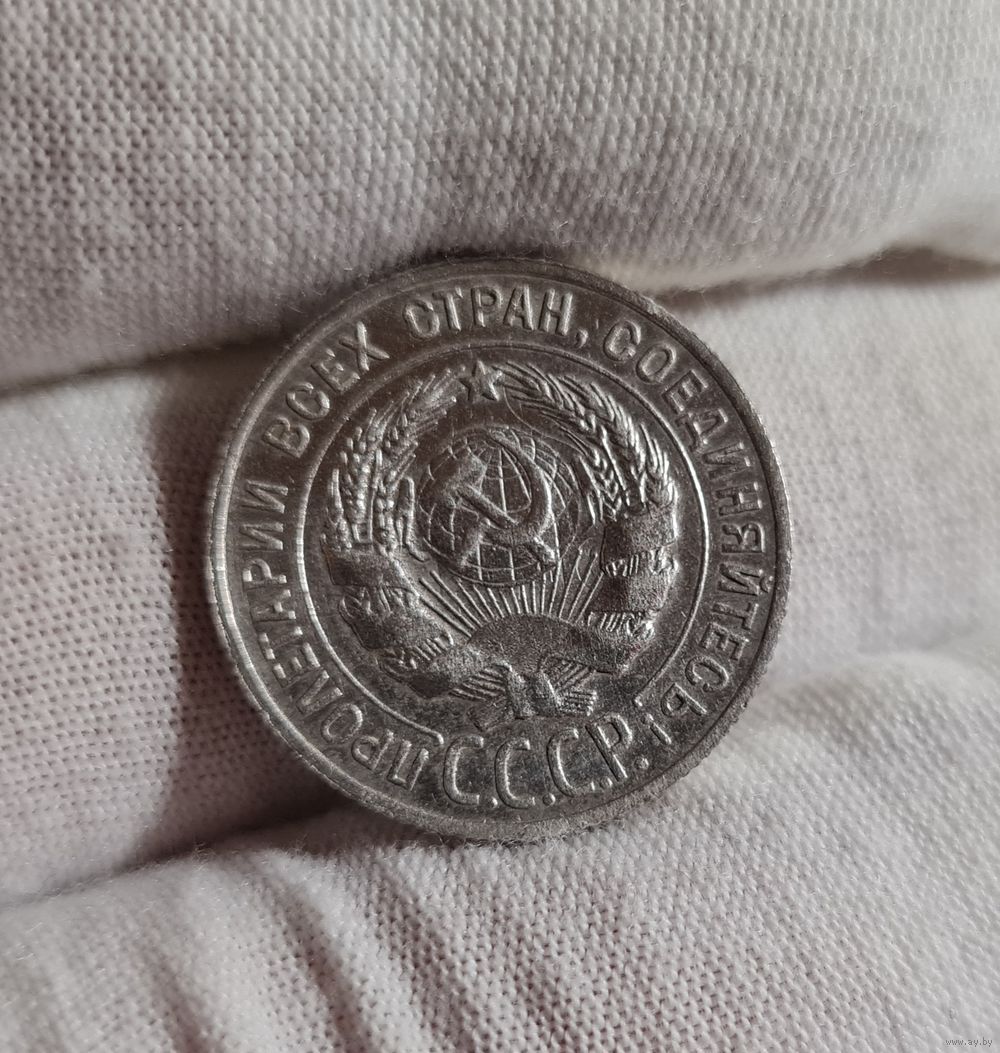 ПРОЛЕТАРИИ ВСЕХ СТРАН, СОЕДИНЯЙТЕСЬ!
С.С.С.Р.
www.ay.by